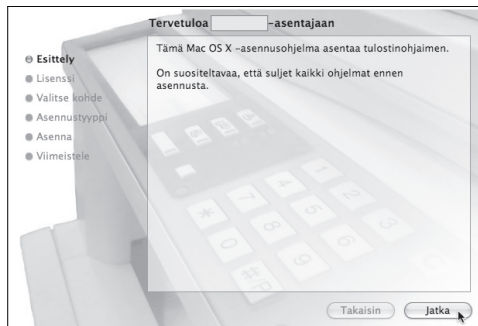 Tervetuloa -asentajaan
Esittely
Lisenssi
Valitse kohde
Asennustyyppi
Asenna
Viimeistele
Tämä Mac OS X -asennusohjelma asentaa tulostinohjaimen.
On suositeltavaa, että suljet kaikki ohjelmat ennen
asennusta.
Takaisin
Jatka